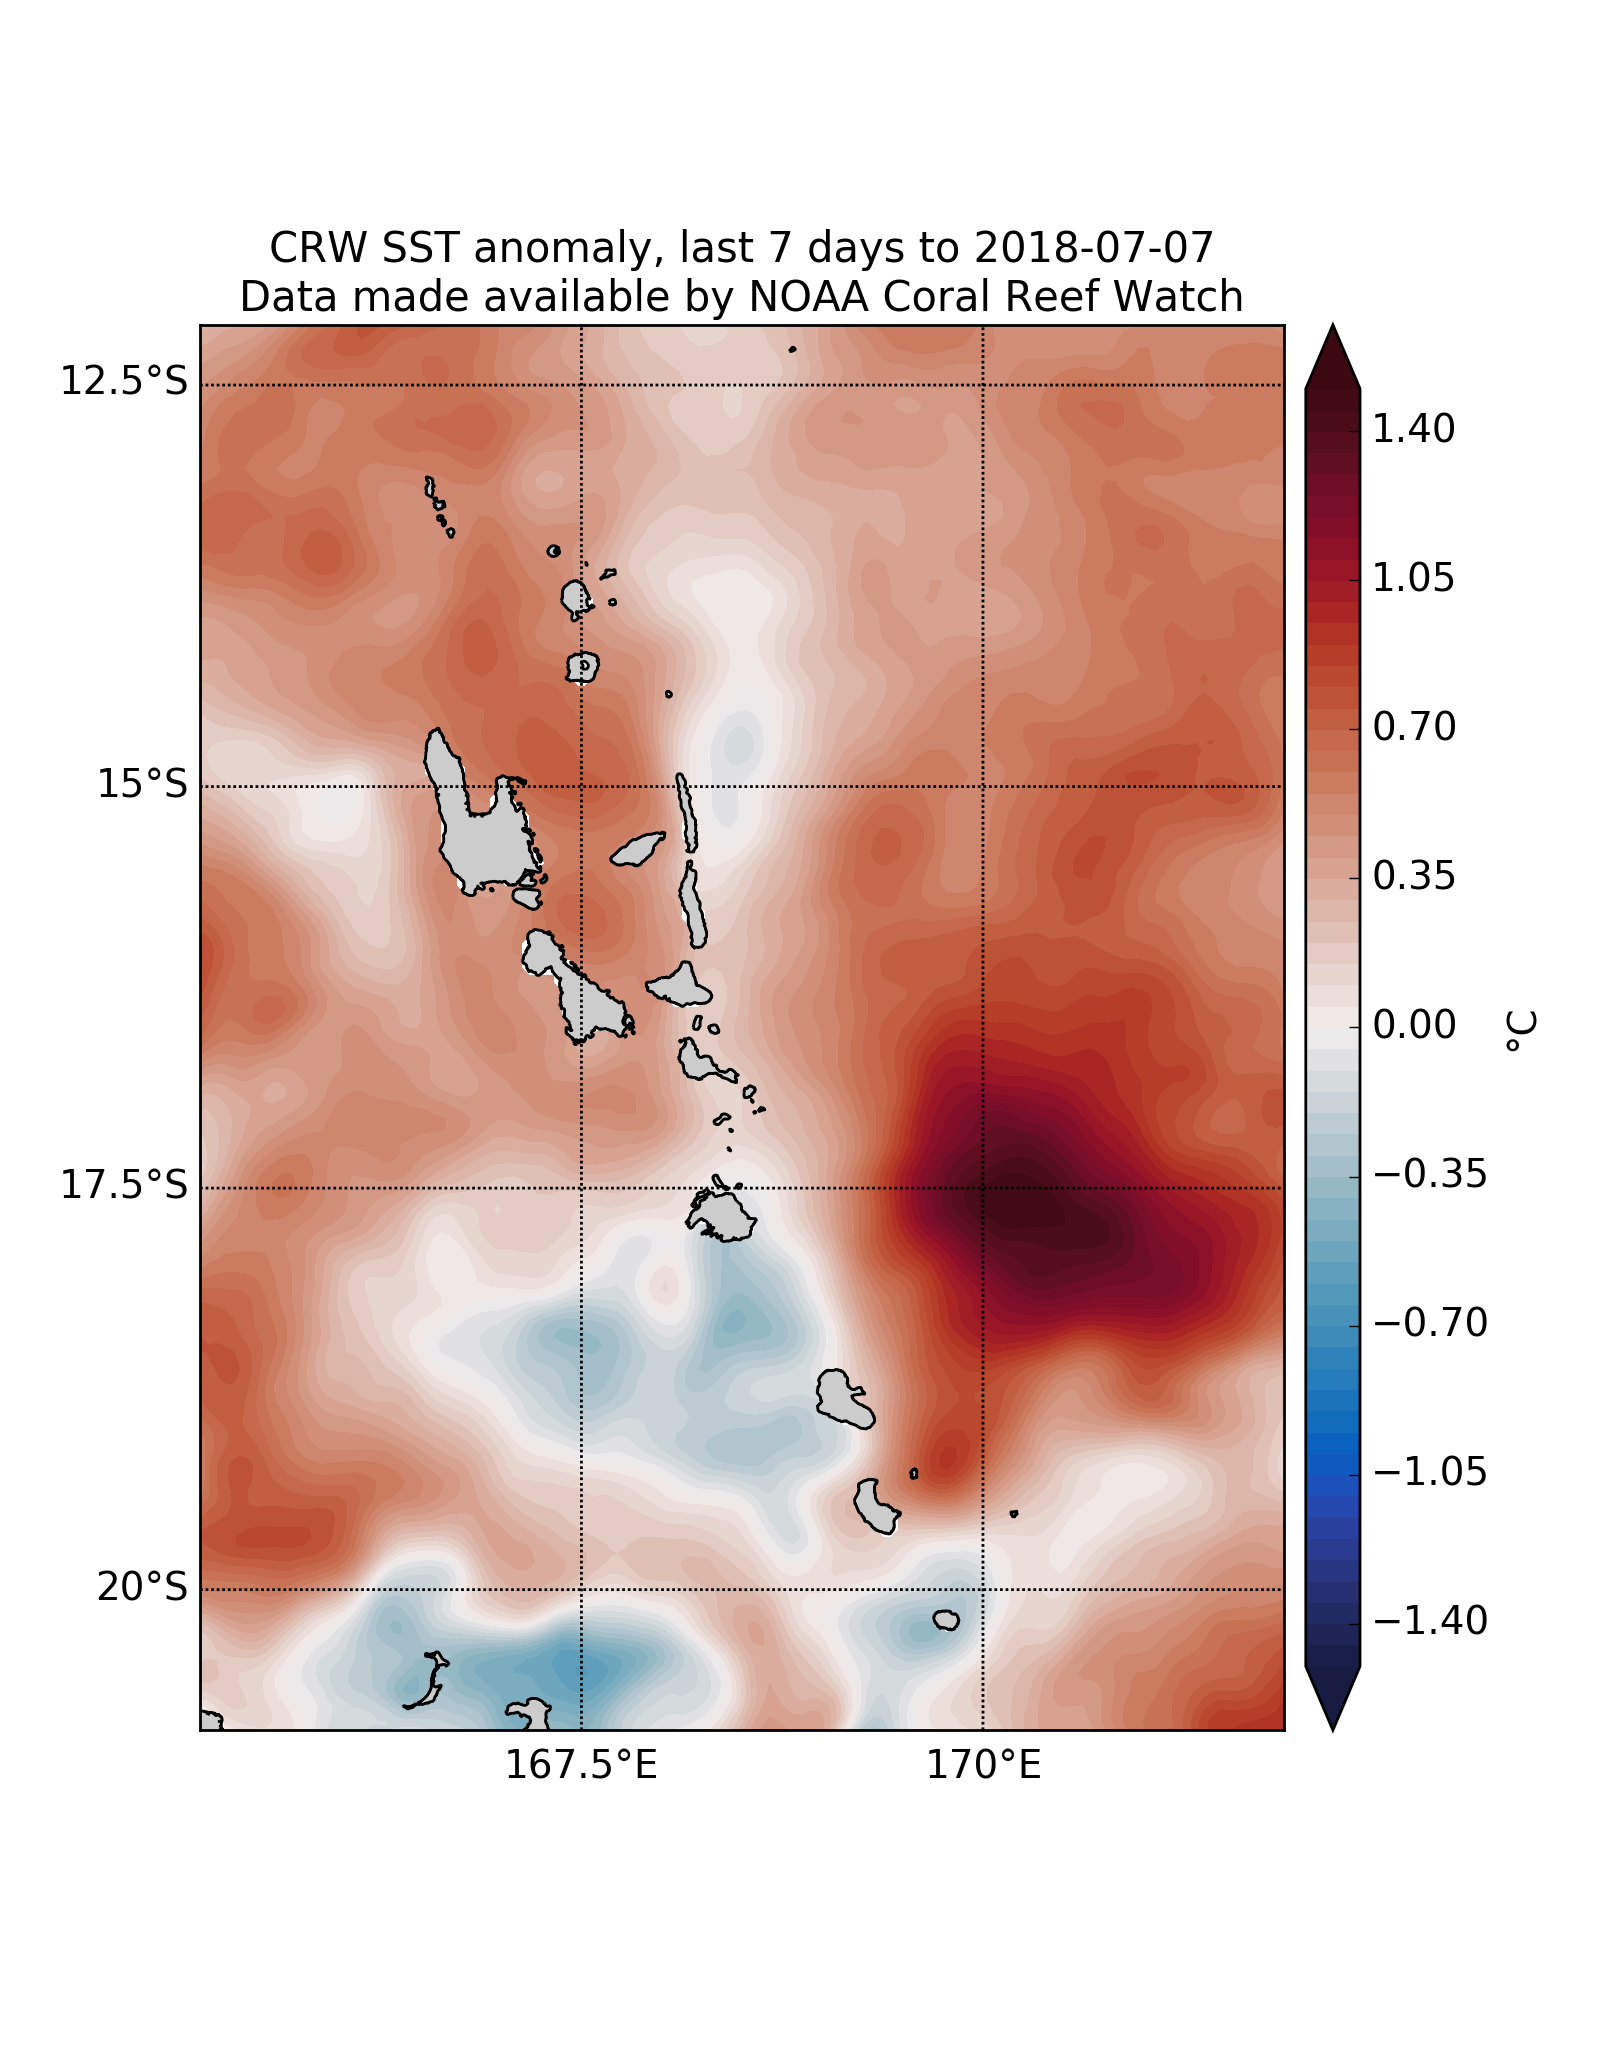 CRW SST anomaly, last 7 days to 2018-07-07
Data made available by NOAA Coral Reef Watch
12.5°S
15°S
17.5°S
20°S
167.5°E
170°E
1.40
1.05
0.70
0.35
0.00
−0.35
−0.70
−1.05
−1.40
°C